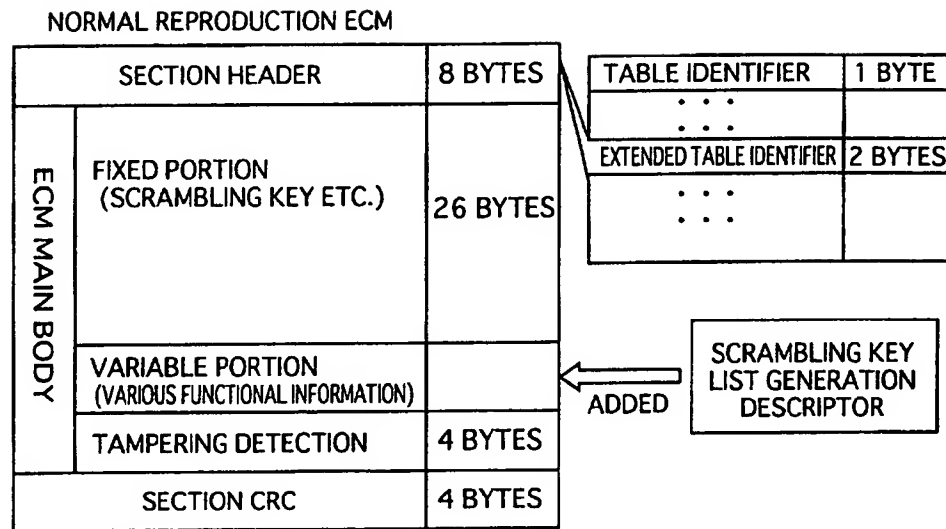 NORMAL REPRODUCTION ECM
SECTION HEADER 8 BYTES
ECM MAIN BODY
FIXED PORTION
(SCRAMBLING KEY ETC.)
26 BYTES
VARIABLE PORTION
(VARIOUS FUNCTIONAL INFORMATION)
TAMPERING DETECTION 4 BYTES
SECTION CRC 4 BYTES
TABLE IDENTIFIER 1 BYTE
EXTENDED TABLE IDENTIFIER 2 BYTES
ADDED
SCRAMBLING KEY
LIST GENERATION
DESCRIPTOR